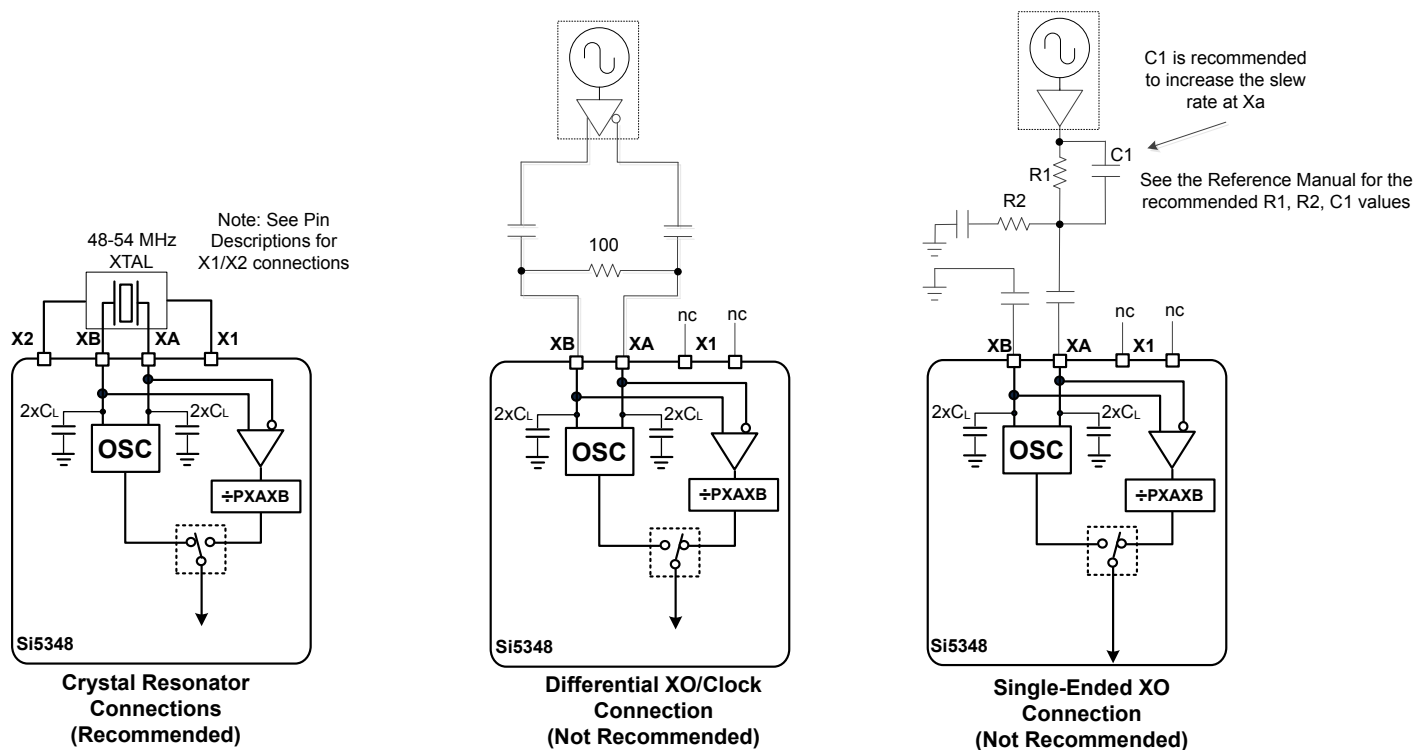 Note: See Pin
Descriptions for
X1/X2 connections
48-54 MHz
XTAL
X2
XB
XA
X1
2xCL
2xCL
OSC
÷PXAXB
Si5348
Crystal Resonator
Connections
(Recommended)
100
nc
nc
XB
XA
X1
2xCL
2xCL
OSC
÷PXAXB
Si5348
Differential XO/Clock
Connection
(Not Recommended)
C1 is recommended
to increase the slew
rate at Xa
C1
R1
See the Reference Manual for the
recommended R1, R2, C1 values
R2
nc
nc
XB
XA
X1
2xCL
2xCL
OSC
÷PXAXB
Si5348
Single-Ended XO
Connection
(Not Recommended)